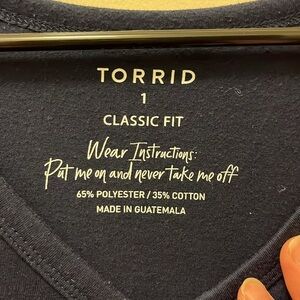 TORRID
1
CLASSIC FIT
Wear Instructions:
Put me on and never take me off
65% POLYESTER / 35% COTTON
MADE IN GUATEMALA